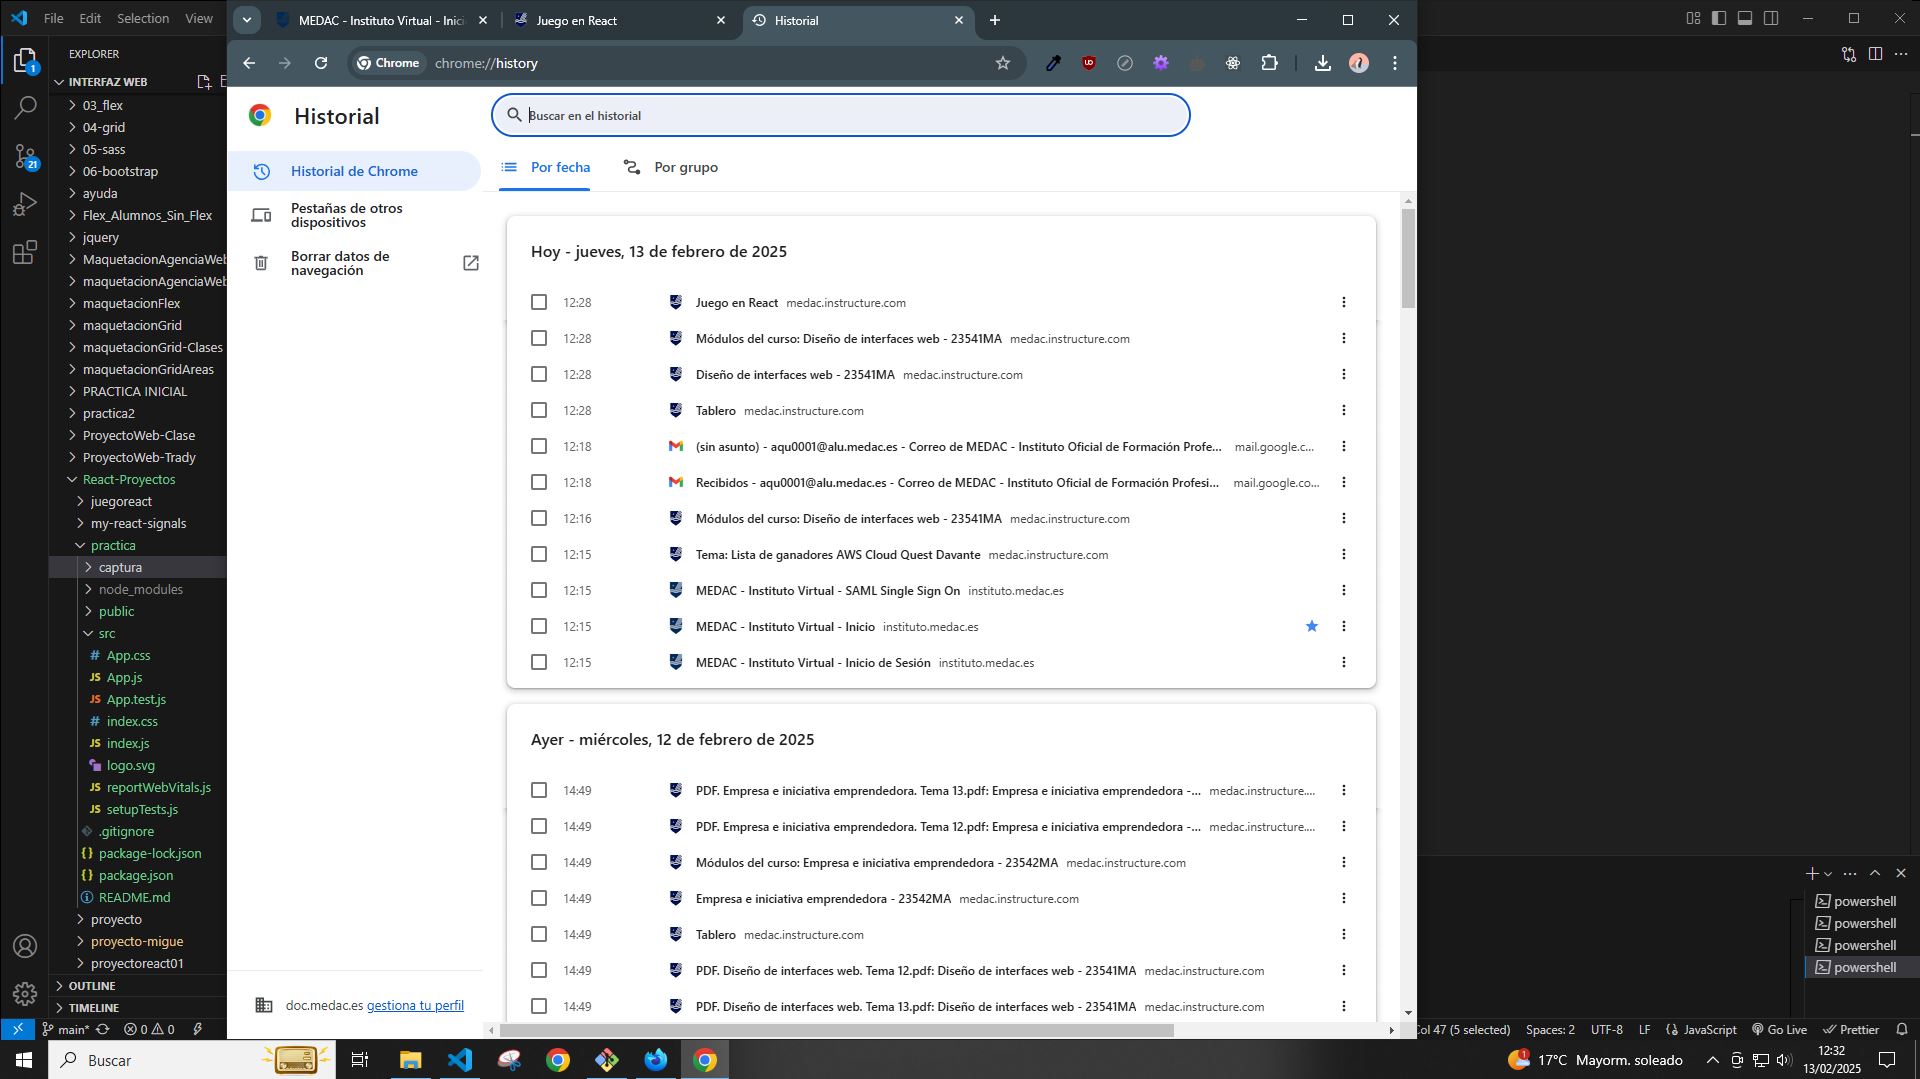 File
Edit
Selection
View
MEDAC - Instituto Virtual - Inici
Juego en React
Historial
Chrome
chrome://history
EXPLORER
INTERFAZ WEB
03_flex
04-grid
05-sass
06-bootstrap
ayuda
Flex_Alumnos_Sin_Flex
jquery
MaquetacionAgenciaWeb
maquetacionAgenciaWeb
maquetacionFlex
maquetacionGrid
maquetacionGrid-Clases
maquetacionGridAreas
PRACTICA INICIAL
practica2
ProyectoWeb-Clase
ProyectoWeb-Trady
React-Proyectos
juegoreact
my-react-signals
practica
captura
node_modules
public
src
# App.css
JS App.js
JS App.test.js
# index.css
JS index.js
logo.svg
JS reportWebVitals.js
JS setupTests.js
.gitignore
{} package-lock.json
{} package.json
README.md
proyecto
proyecto-migue
proyectoreact01
OUTLINE
TIMELINE
1
21
Historial
Buscar en el historial
Historial de Chrome
Pestañas de otros
dispositivos
Borrar datos de
navegación
doc.medac.es gestiona tu perfil
Por fecha
Por grupo
Hoy - jueves, 13 de febrero de 2025
12:28 Juego en React medac.instructure.com
12:28 Módulos del curso: Diseño de interfaces web - 23541MA medac.instructure.com
12:28 Diseño de interfaces web - 23541MA medac.instructure.com
12:28 Tablero medac.instructure.com
12:18 (sin asunto) - aqu0001@alu.medac.es - Correo de MEDAC - Instituto Oficial de Formación Profe... mail.google.c...
12:18 Recibidos - aqu0001@alu.medac.es - Correo de MEDAC - Instituto Oficial de Formación Profesi... mail.google.co...
12:16 Módulos del curso: Diseño de interfaces web - 23541MA medac.instructure.com
12:15 Tema: Lista de ganadores AWS Cloud Quest Davante medac.instructure.com
12:15 MEDAC - Instituto Virtual - SAML Single Sign On instituto.medac.es
12:15 MEDAC - Instituto Virtual - Inicio instituto.medac.es
12:15 MEDAC - Instituto Virtual - Inicio de Sesión instituto.medac.es
Ayer - miércoles, 12 de febrero de 2025
14:49 PDF. Empresa e iniciativa emprendedora. Tema 13.pdf: Empresa e iniciativa emprendedora -... medac.instructure....
14:49 PDF. Empresa e iniciativa emprendedora. Tema 12.pdf: Empresa e iniciativa emprendedora -... medac.instructure....
14:49 Módulos del curso: Empresa e iniciativa emprendedora - 23542MA medac.instructure.com
14:49 Empresa e iniciativa emprendedora - 23542MA medac.instructure.com
14:49 Tablero medac.instructure.com
14:49 PDF. Diseño de interfaces web. Tema 12.pdf: Diseño de interfaces web - 23541MA medac.instructure.com
14:49 PDF. Diseño de interfaces web. Tema 13.pdf: Diseño de interfaces web - 23541MA medac.instructure.com
powershell
powershell
powershell
powershell
main*
0 0
Col 47 (5 selected)
Spaces: 2
UTF-8
LF
JavaScript
Go Live
Prettier
Buscar
1
17°C Mayorm. soleado
12:32
13/02/2025